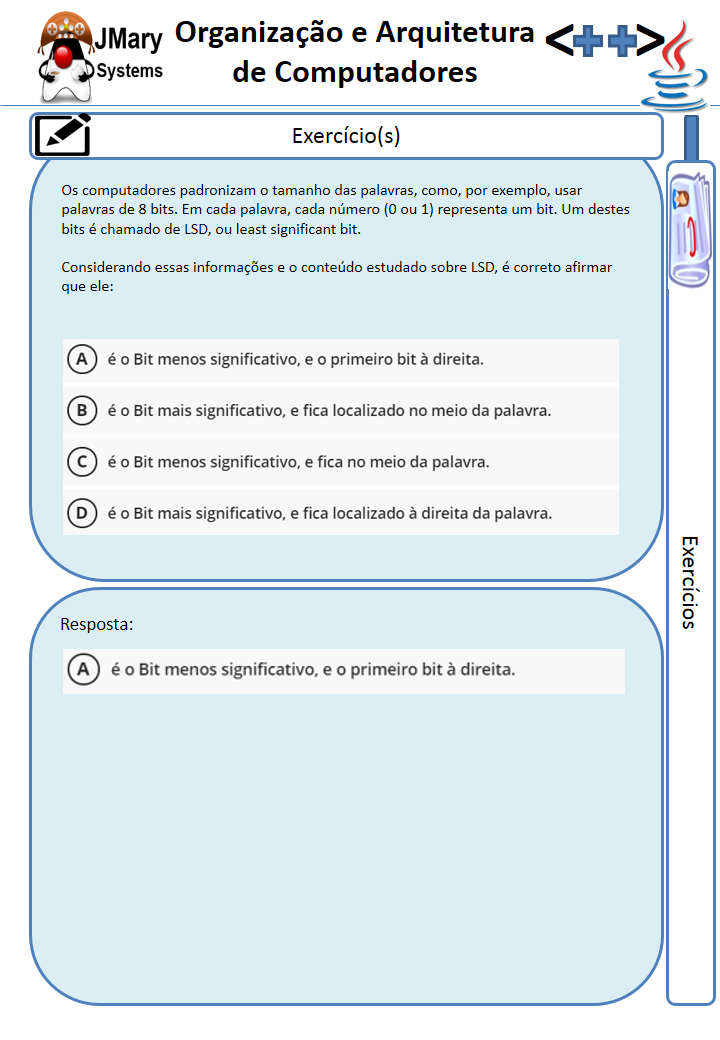 JMary
Systems
Organização e Arquitetura
de Computadores
<++>
Exercício(s)
Os computadores padronizam o tamanho das palavras, como, por exemplo, usar
palavras de 8 bits. Em cada palavra, cada número (0 ou 1) representa um bit. Um destes
bits é chamado de LSD, ou least significant bit.
Considerando essas informações e o conteúdo estudado sobre LSD, é correto afirmar
que ele:
A é o Bit menos significativo, e o primeiro bit à direita.
B é o Bit mais significativo, e fica localizado no meio da palavra.
C é o Bit menos significativo, e fica no meio da palavra.
D é o Bit mais significativo, e fica localizado à direita da palavra.
Exercícios
Resposta:
A é o Bit menos significativo, e o primeiro bit à direita.